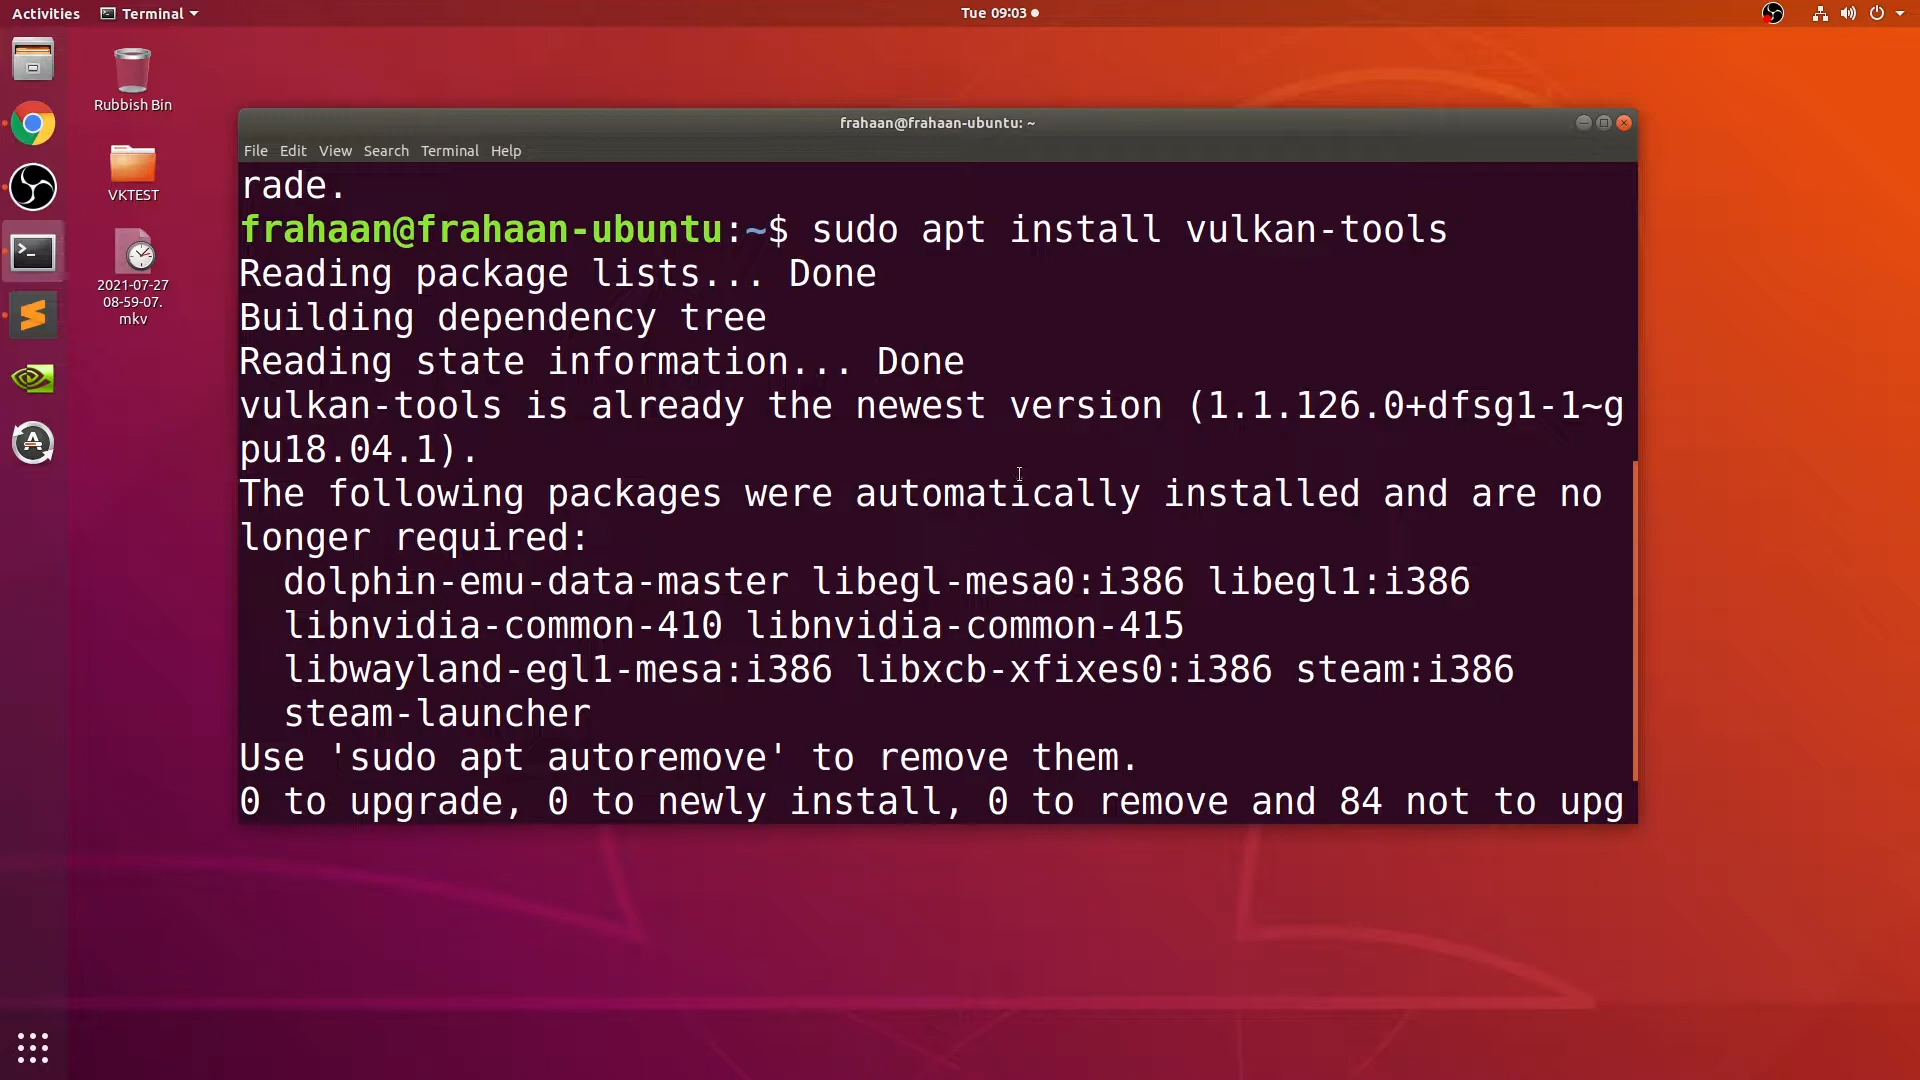 Activities
Terminal
Tue 09:03
Rubbish Bin
VKTEST
2021-07-27
08-59-07.
mkv
frahaan@frahaan-ubuntu: ~
File Edit View Search Terminal Help
rade.
frahaan@frahaan-ubuntu:~$ sudo apt install vulkan-tools
Reading package lists... Done
Building dependency tree
Reading state information... Done
vulkan-tools is already the newest version (1.1.126.0+dfsg1-1~g
pu18.04.1).
The following packages were automatically installed and are no
longer required:
  dolphin-emu-data-master libegl-mesa0:i386 libegl1:i386
  libnvidia-common-410 libnvidia-common-415
  libwayland-egl1-mesa:i386 libxcb-xfixes0:i386 steam:i386
  steam-launcher
Use 'sudo apt autoremove' to remove them.
0 to upgrade, 0 to newly install, 0 to remove and 84 not to upg